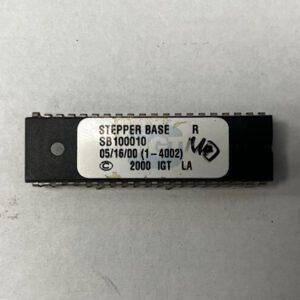 STEPPER BASE R
SB100010
05/16/00 (1-4002)
© 2000 IGT LA